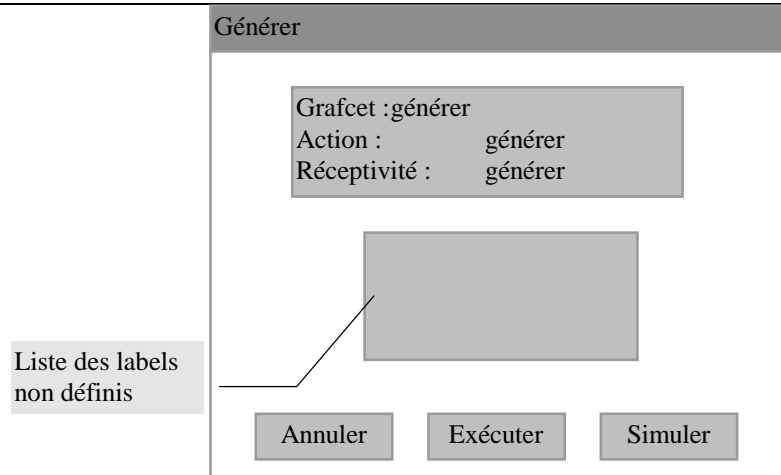 Générer
Grafcet :générer
Action : générer
Réceptivité : générer
Liste des labels
non définis
Annuler Exécuter Simuler